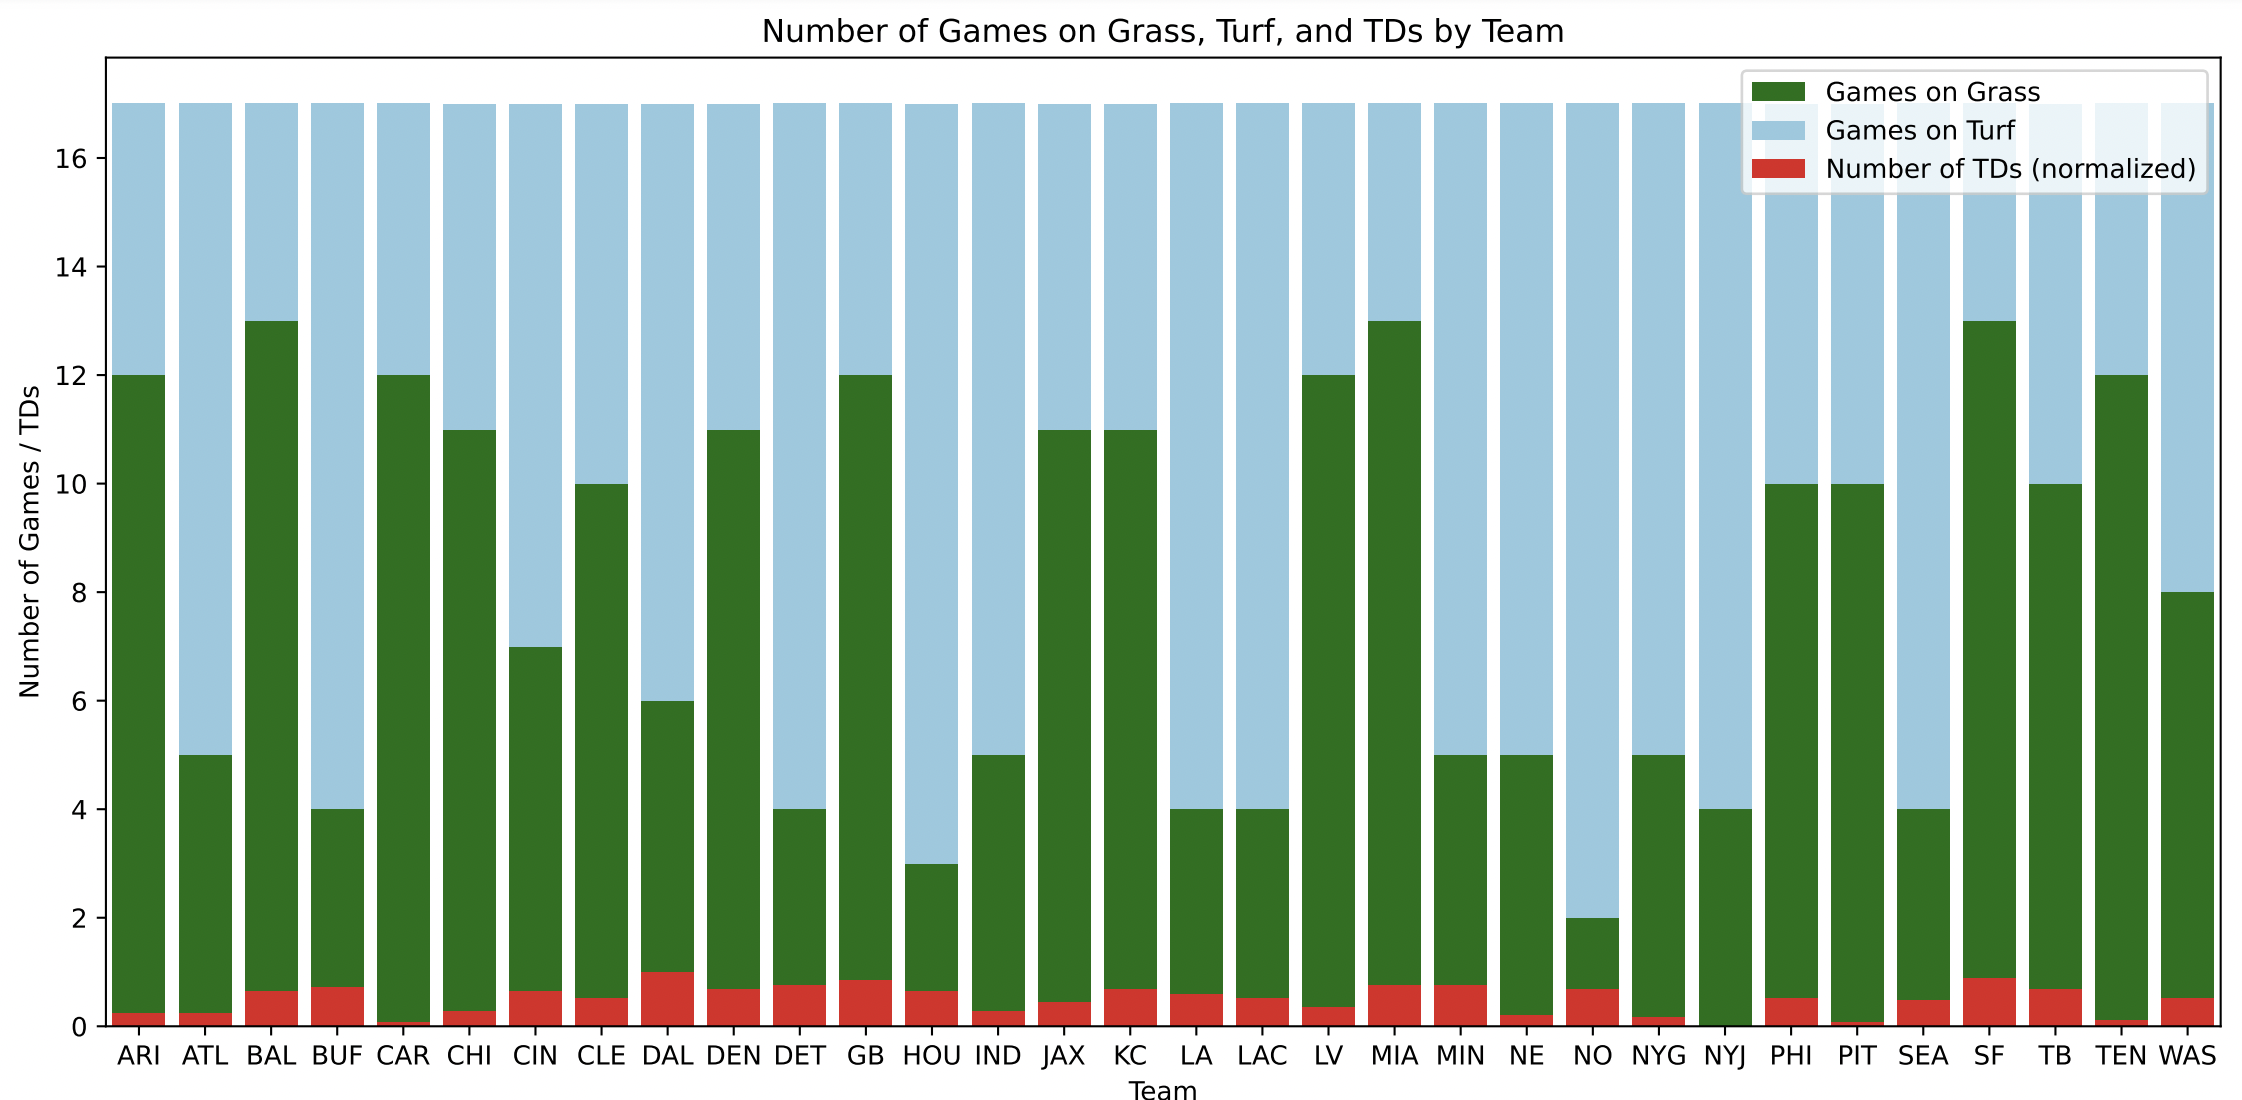 Number of Games on Grass, Turf, and TDs by Team
Games on Grass
Games on Turf
Number of TDs (normalized)
Number of Games / TDs
16
14
12
10
8
6
4
2
0
ARI ATL BAL BUF CAR CHI CIN CLE DAL DEN DET GB HOU IND JAX KC LA LAC LV MIA MIN NE NO NYG NYJ PHI PIT SEA SF TB TEN WAS
Team